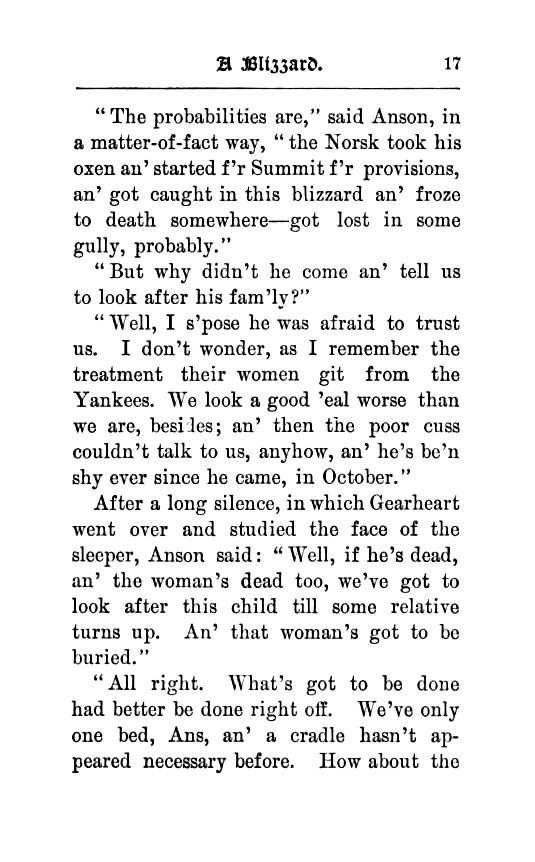 A Blizzard. 17
“The probabilities are,” said Anson, in
a matter-of-fact way, “the Norsk took his
oxen an’ started f’r Summit f’r provisions,
an’ got caught in this blizzard an’ froze
to death somewhere—got lost in some
gully, probably.”
“But why didn’t he come an’ tell us
to look after his fam’ly?”
“Well, I s’pose he was afraid to trust
us. I don’t wonder, as I remember the
treatment their women git from the
Yankees. We look a good ’eal worse than
we are, besides; an’ then the poor cuss
couldn’t talk to us, anyhow, an’ he’s be’n
shy ever since he came, in October.”
After a long silence, in which Gearheart
went over and studied the face of the
sleeper, Anson said: “Well, if he’s dead,
an’ the woman’s dead too, we’ve got to
look after this child till some relative
turns up. An’ that woman’s got to be
buried.”
“All right. What’s got to be done
had better be done right off. We’ve only
one bed, Ans, an’ a cradle hasn’t ap-
peared necessary before. How about the